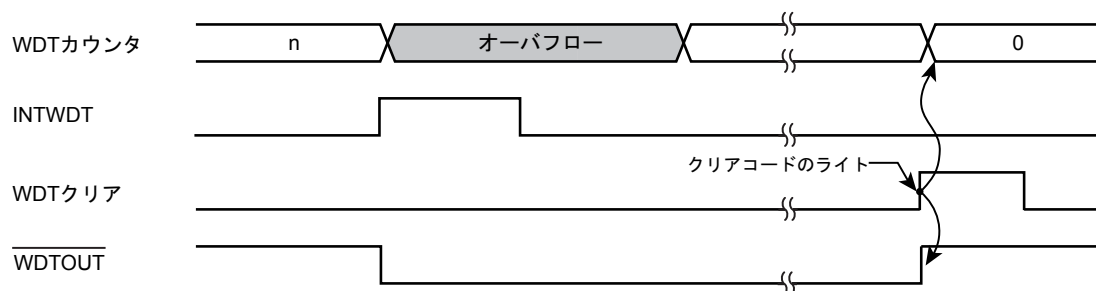 WDTカウンタ n オーバフロー 0
INTWDT
クリアコードのライト
WDTクリア
WDTOUT